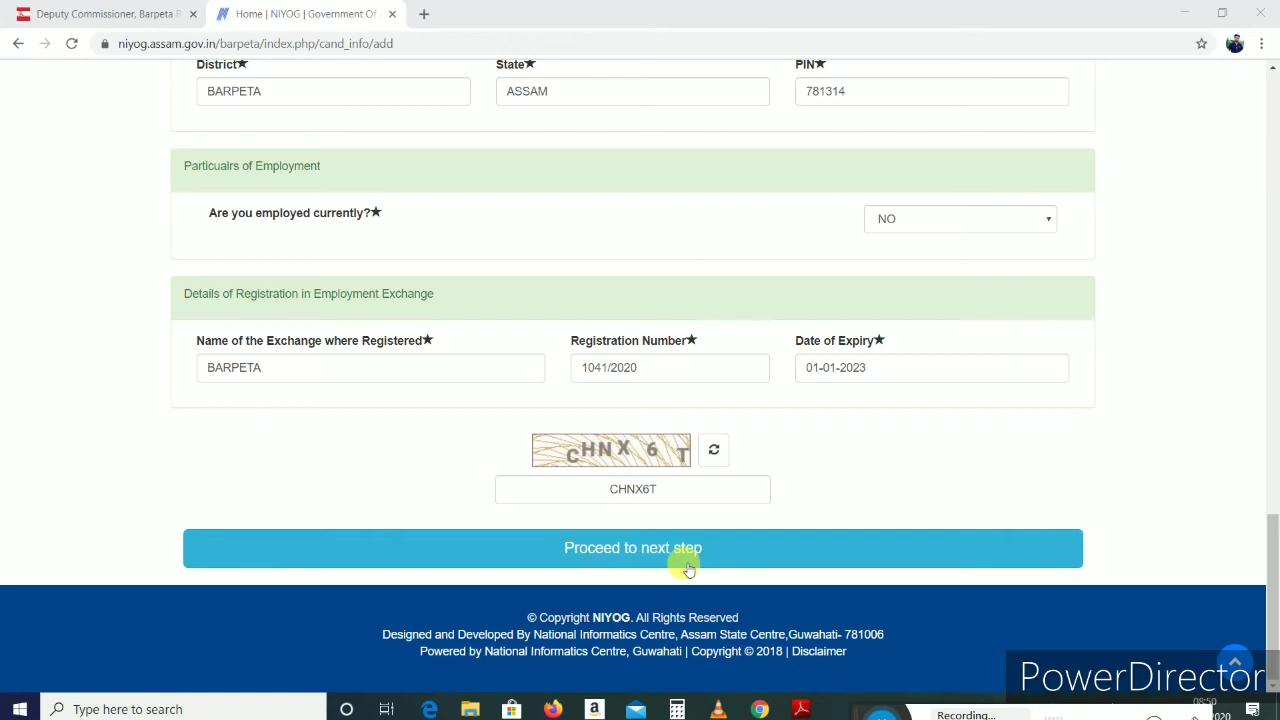 Deputy Commissioner, Barpeta R
Home | NIYOG | Government Of
niyog.assam.gov.in/barpeta/index.php/cand_info/add
District★ State★ PIN★
BARPETA ASSAM 781314
Particualrs of Employment
Are you employed currently?★ NO
Details of Registration in Employment Exchange
Name of the Exchange where Registered★ Registration Number★ Date of Expiry★
BARPETA 1041/2020 01-01-2023
CHNX6T
CHNX6T
Proceed to next step
© Copyright NIYOG. All Rights Reserved
Designed and Developed By National Informatics Centre, Assam State Centre,Guwahati- 781006
Powered by National Informatics Centre, Guwahati | Copyright © 2018 | Disclaimer
PowerDirector
Type here to search
Recording...
2020